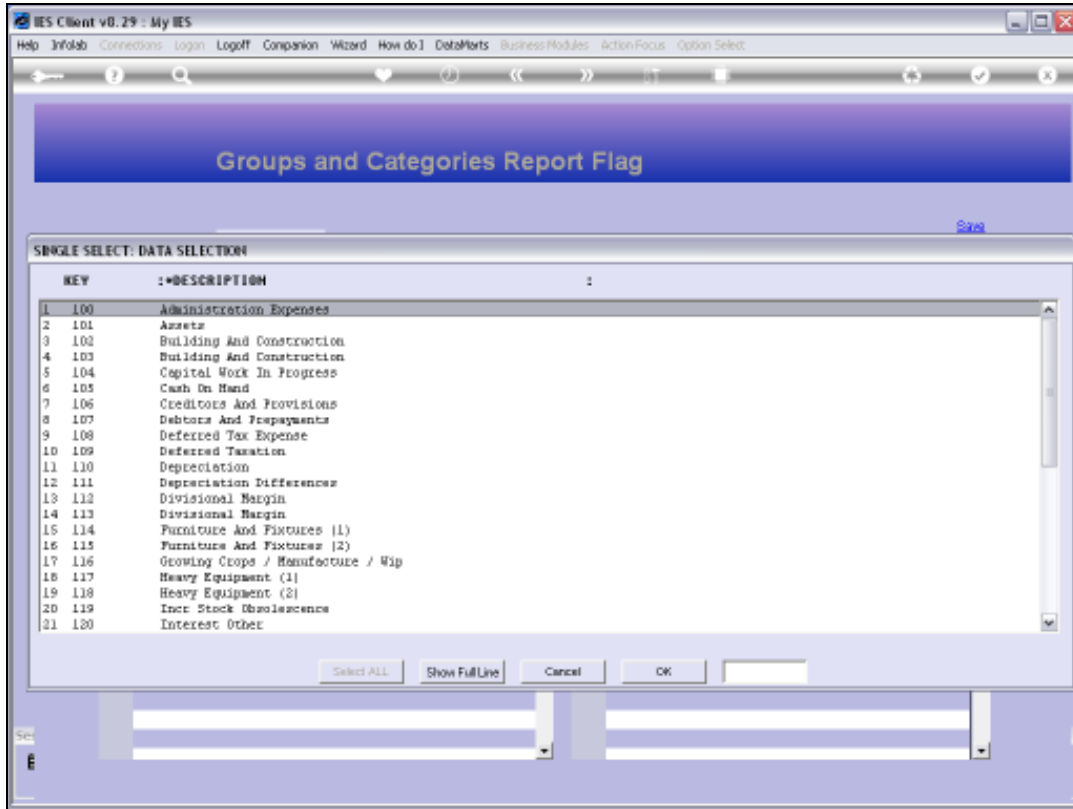 IES Client v8.29 : My IES
Help Infolab Connections Logon Logoff Companion Wizard How do I DataMarts Business Modules Action Focus Option Select
Groups and Categories Report Flag
Save
SINGLE SELECT: DATA SELECTION
KEY :*DESCRIPTION :
1 100 Administration Expenses
2 101 Assets
3 102 Building And Construction
4 103 Building And Construction
5 104 Capital Work In Progress
6 105 Cash On Hand
7 106 Creditors And Provisions
8 107 Debtors And Prepayments
9 108 Deferred Tax Expense
10 109 Deferred Taxation
11 110 Depreciation
12 111 Depreciation Differences
13 112 Divisional Margin
14 113 Divisional Margin
15 114 Furniture And Fixtures (1)
16 115 Furniture And Fixtures (2)
17 116 Growing Crops / Manufacture / Wip
18 117 Heavy Equipment (1)
19 118 Heavy Equipment (2)
20 119 Incr Stock Obsolescence
21 120 Interest Other
Select ALL Show Full Line Cancel OK